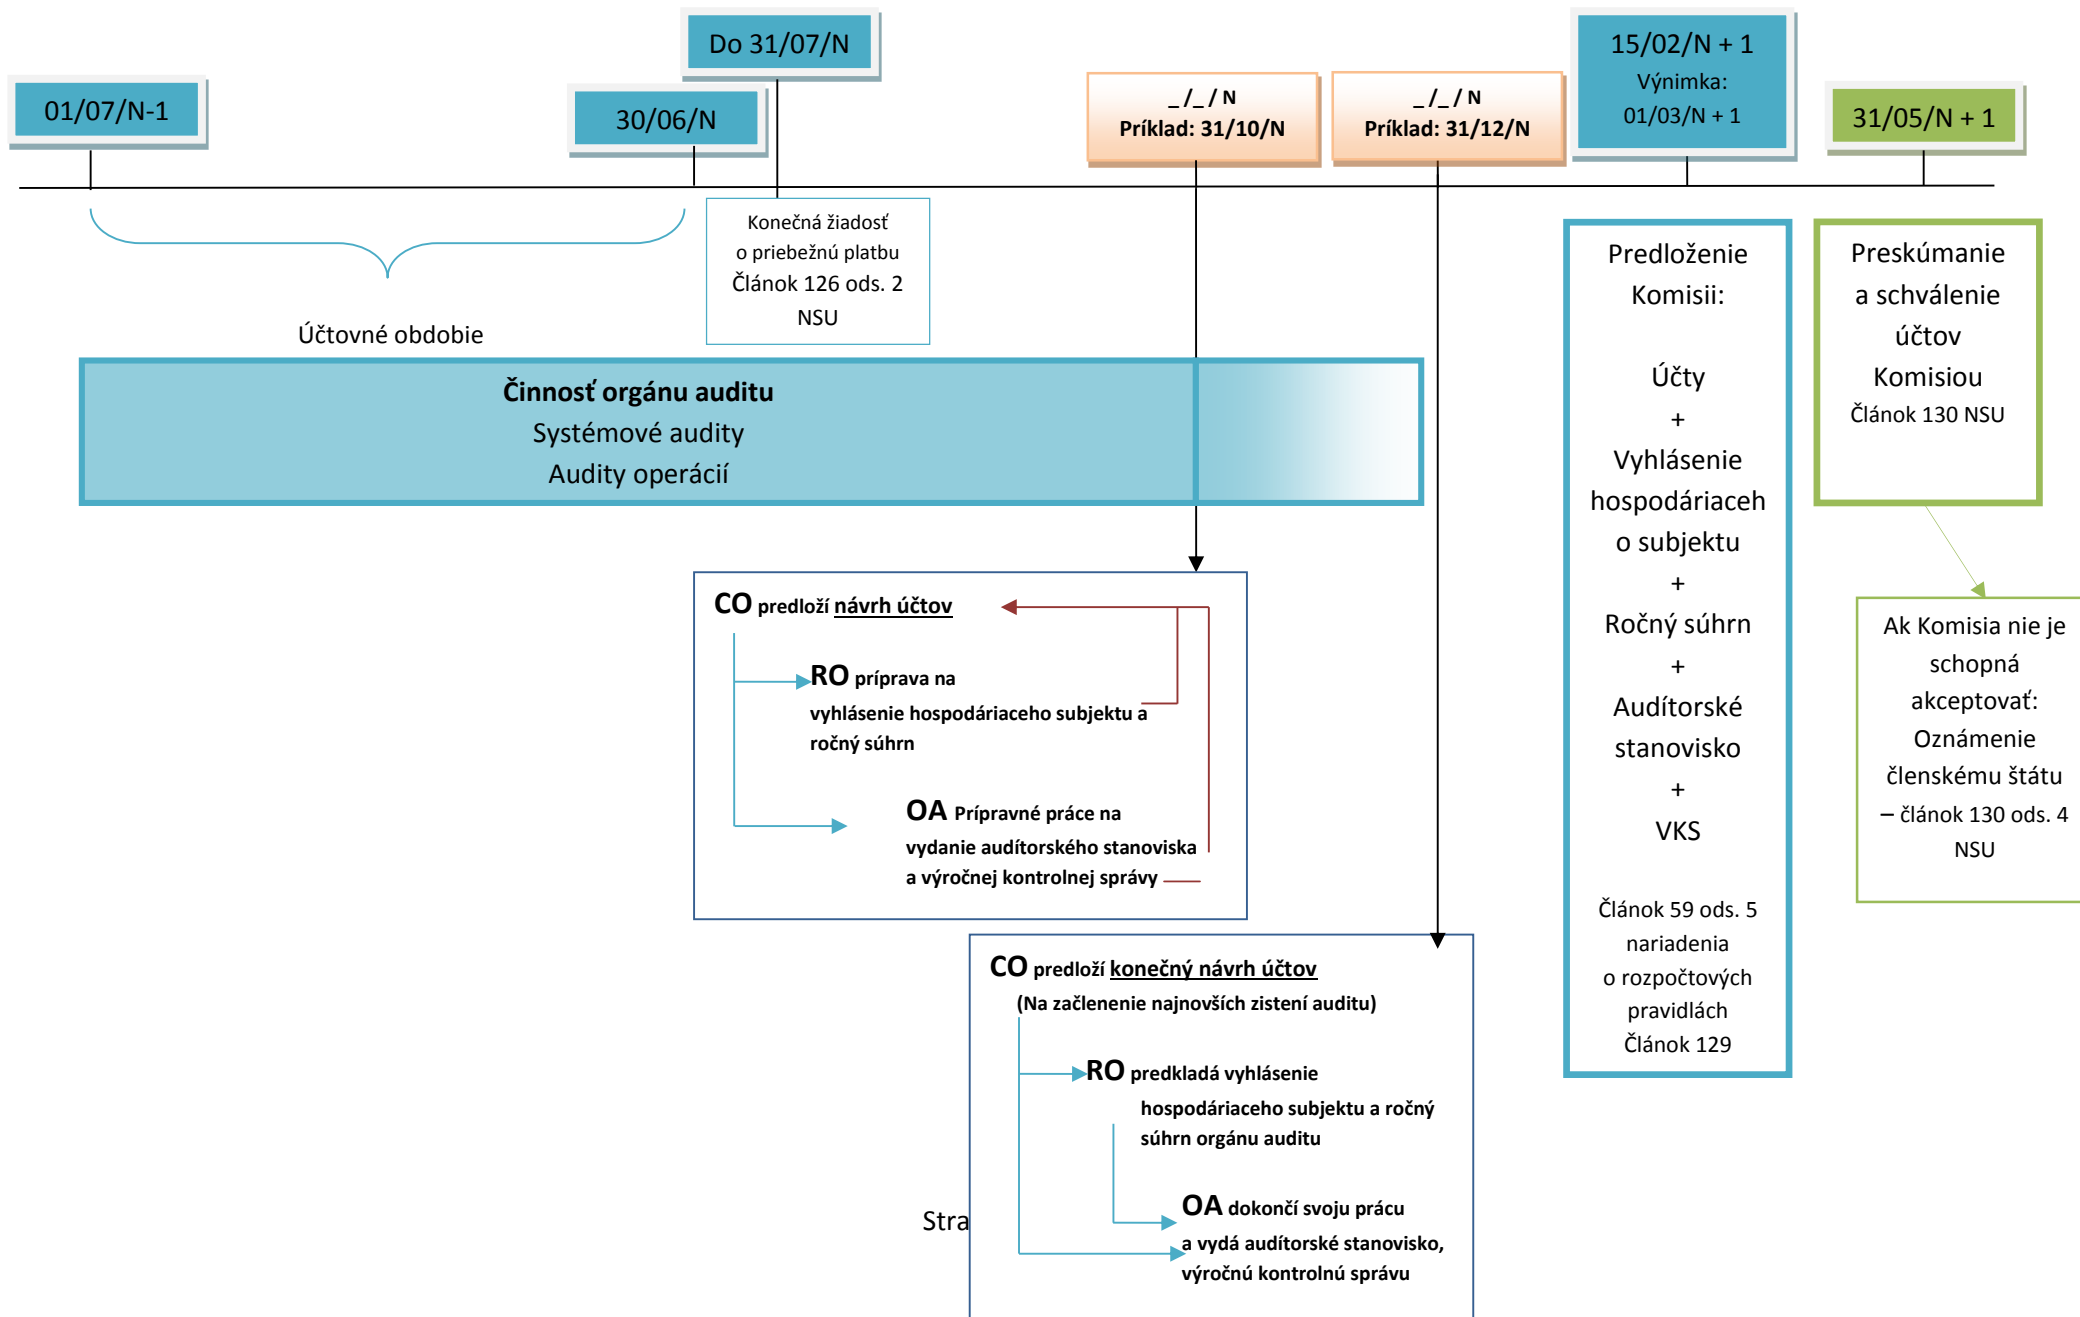 01/07/N-1
30/06/N
Do 31/07/N
_ /_ / N
Príklad: 31/10/N
_ /_ / N
Príklad: 31/12/N
15/02/N + 1
Výnimka:
01/03/N + 1
31/05/N + 1
Účtovné obdobie
Konečná žiadosť
o priebežnú platbu
Článok 126 ods. 2
NSU
Činnosť orgánu auditu
Systémové audity
Audity operácií
CO predloží návrh účtov
RO príprava na
vyhlásenie hospodáriaceho subjektu a
ročný súhrn
OA Prípravné práce na
vydanie audítorského stanoviska
a výročnej kontrolnej správy
CO predloží konečný návrh účtov
(Na začlenenie najnovších zistení auditu)
RO predkladá vyhlásenie
hospodáriaceho subjektu a ročný
súhrn orgánu auditu
OA dokončí svoju prácu
a vydá audítorské stanovisko,
výročnú kontrolnú správu
Stra
Predloženie
Komisii:
Účty
+
Vyhlásenie
hospodáriaceh
o subjektu
+
Ročný súhrn
+
Audítorské
stanovisko
+
VKS
Článok 59 ods. 5
nariadenia
o rozpočtových
pravidlách
Článok 129
Preskúmanie
a schválenie
účtov
Komisiou
Článok 130 NSU
Ak Komisia nie je
schopná
akceptovať:
Oznámenie
členskému štátu
– článok 130 ods. 4
NSU